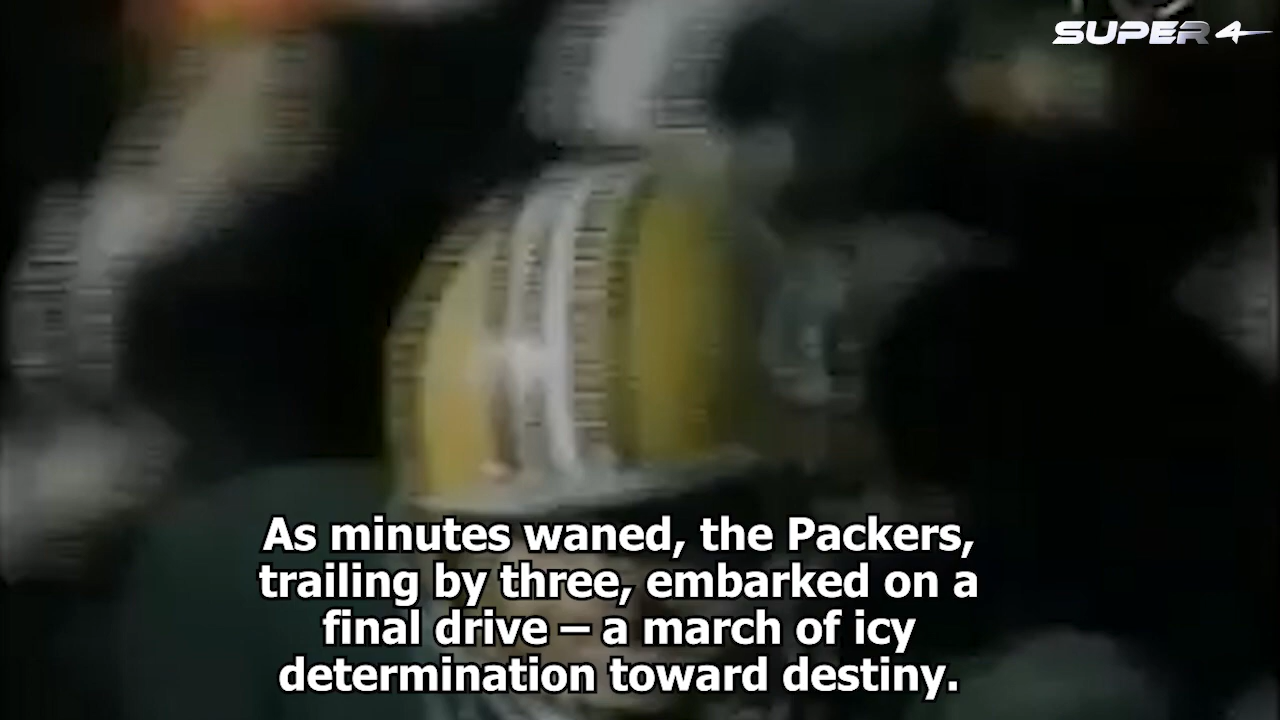 SUPER 4
As minutes waned, the Packers,
trailing by three, embarked on a
final drive – a march of icy
determination toward destiny.